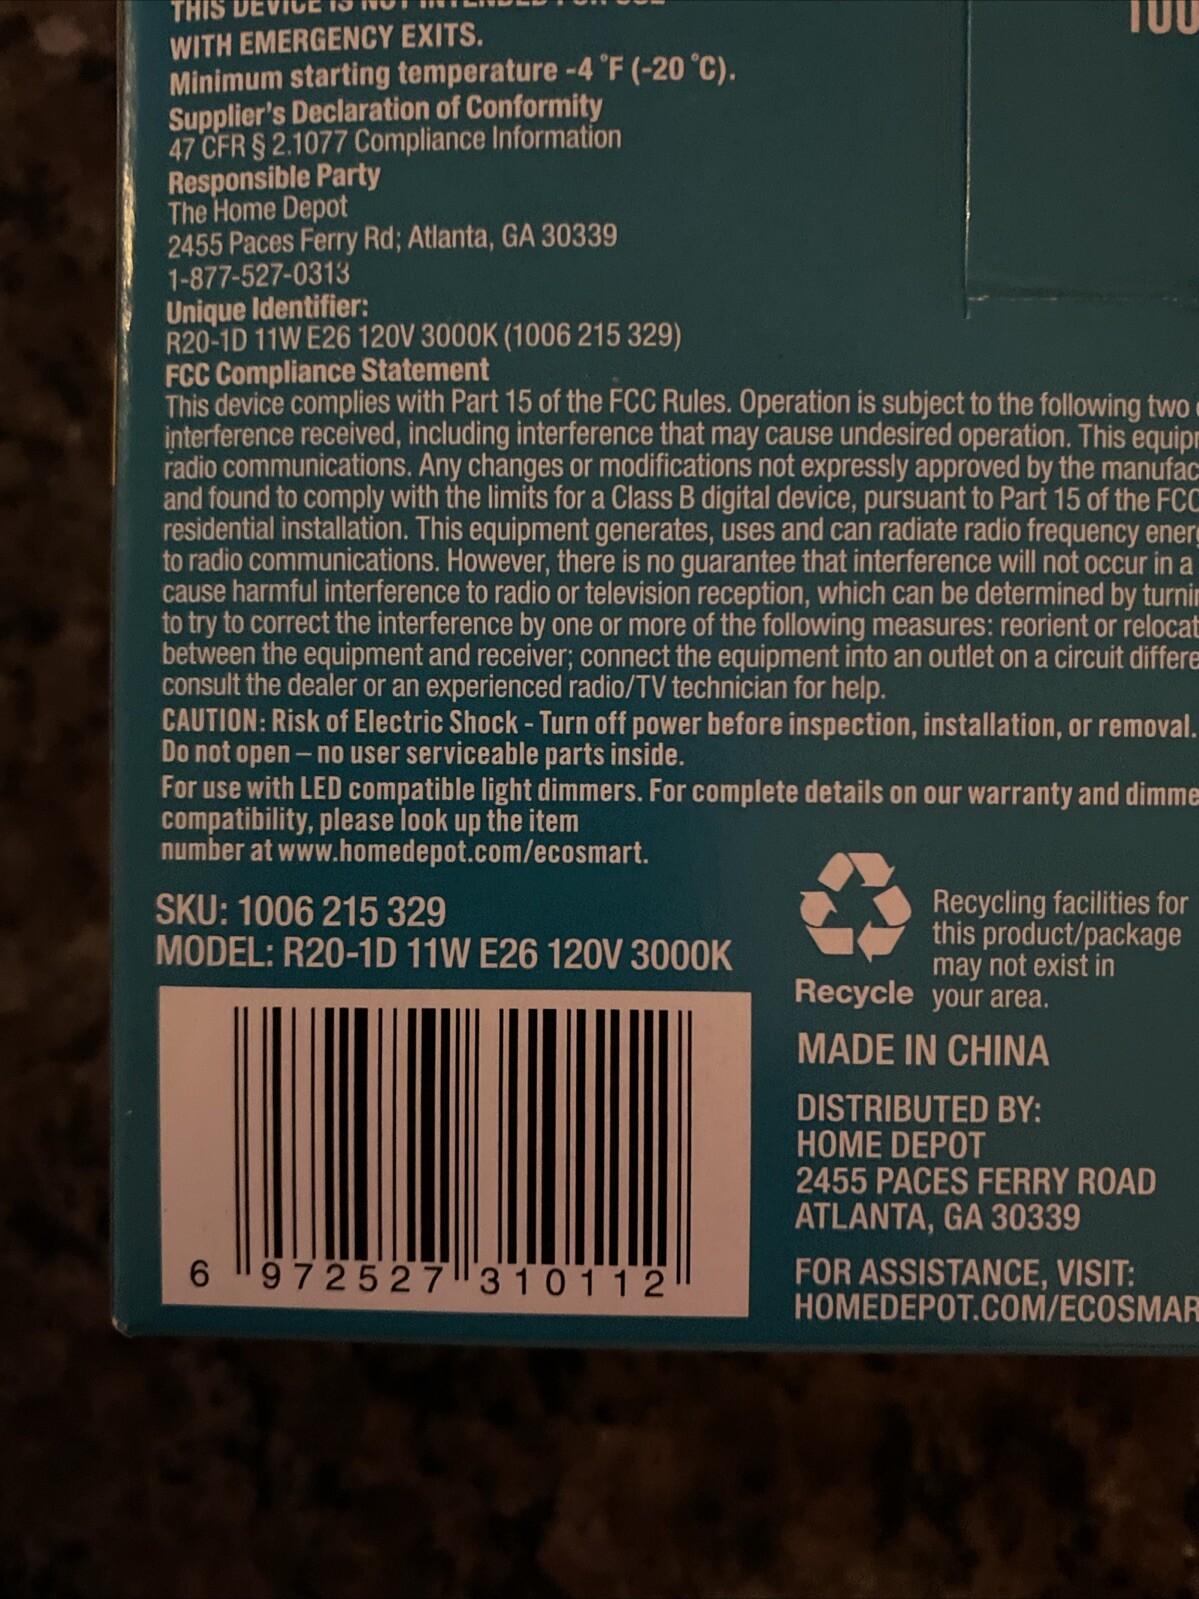 THIS DEVICE IS NOT INTENDED FOR USE
WITH EMERGENCY EXITS.
Minimum starting temperature -4 °F (-20 °C).
Supplier's Declaration of Conformity
47 CFR § 2.1077 Compliance Information
Responsible Party
The Home Depot
2455 Paces Ferry Rd; Atlanta, GA 30339
1-877-527-0313
Unique Identifier:
R20-1D 11W E26 120V 3000K (1006 215 329)
FCC Compliance Statement
This device complies with Part 15 of the FCC Rules. Operation is subject to the following two
interference received, including interference that may cause undesired operation. This equip
radio communications. Any changes or modifications not expressly approved by the manufac
and found to comply with the limits for a Class B digital device, pursuant to Part 15 of the FCC
residential installation. This equipment generates, uses and can radiate radio frequency ener
to radio communications. However, there is no guarantee that interference will not occur in a
cause harmful interference to radio or television reception, which can be determined by turni
to try to correct the interference by one or more of the following measures: reorient or relocat
between the equipment and receiver; connect the equipment into an outlet on a circuit differe
consult the dealer or an experienced radio/TV technician for help.
CAUTION: Risk of Electric Shock - Turn off power before inspection, installation, or removal.
Do not open – no user serviceable parts inside.
For use with LED compatible light dimmers. For complete details on our warranty and dimme
compatibility, please look up the item
number at www.homedepot.com/ecosmart.
SKU: 1006 215 329
MODEL: R20-1D 11W E26 120V 3000K
6 972527 310112
Recycle
Recycling facilities for
this product/package
may not exist in
your area.
MADE IN CHINA
DISTRIBUTED BY:
HOME DEPOT
2455 PACES FERRY ROAD
ATLANTA, GA 30339
FOR ASSISTANCE, VISIT:
HOMEDEPOT.COM/ECOSMAR